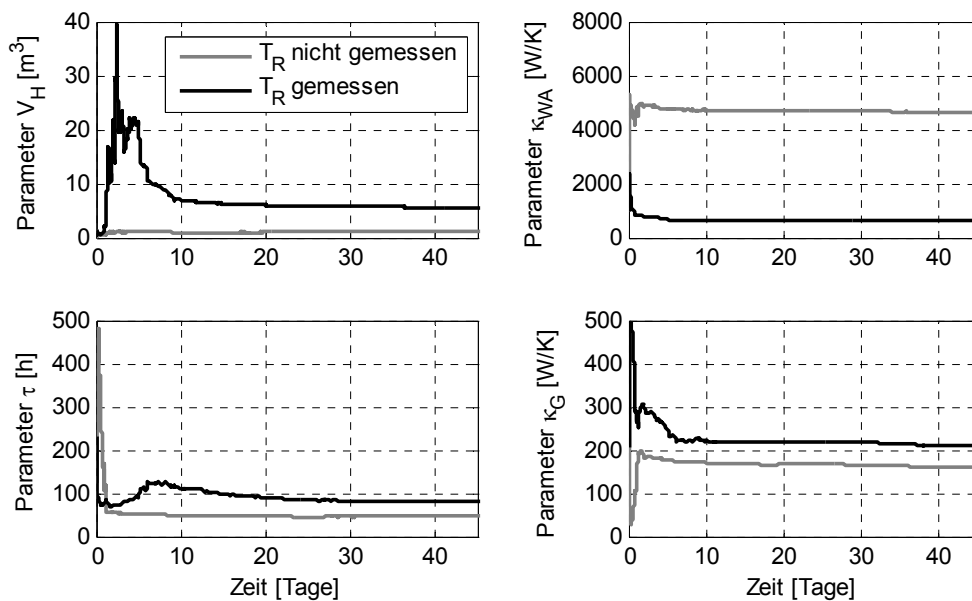 Parameter V_H [m³]
40
30
20
10
0
T_R nicht gemessen
T_R gemessen
0 10 20 30 40
Parameter κ_WA [W/K]
8000
6000
4000
2000
0
0 10 20 30 40
Parameter τ [h]
500
400
300
200
100
0
0 10 20 30 40
Zeit [Tage]
Parameter κ_G [W/K]
500
400
300
200
100
0
0 10 20 30 40
Zeit [Tage]